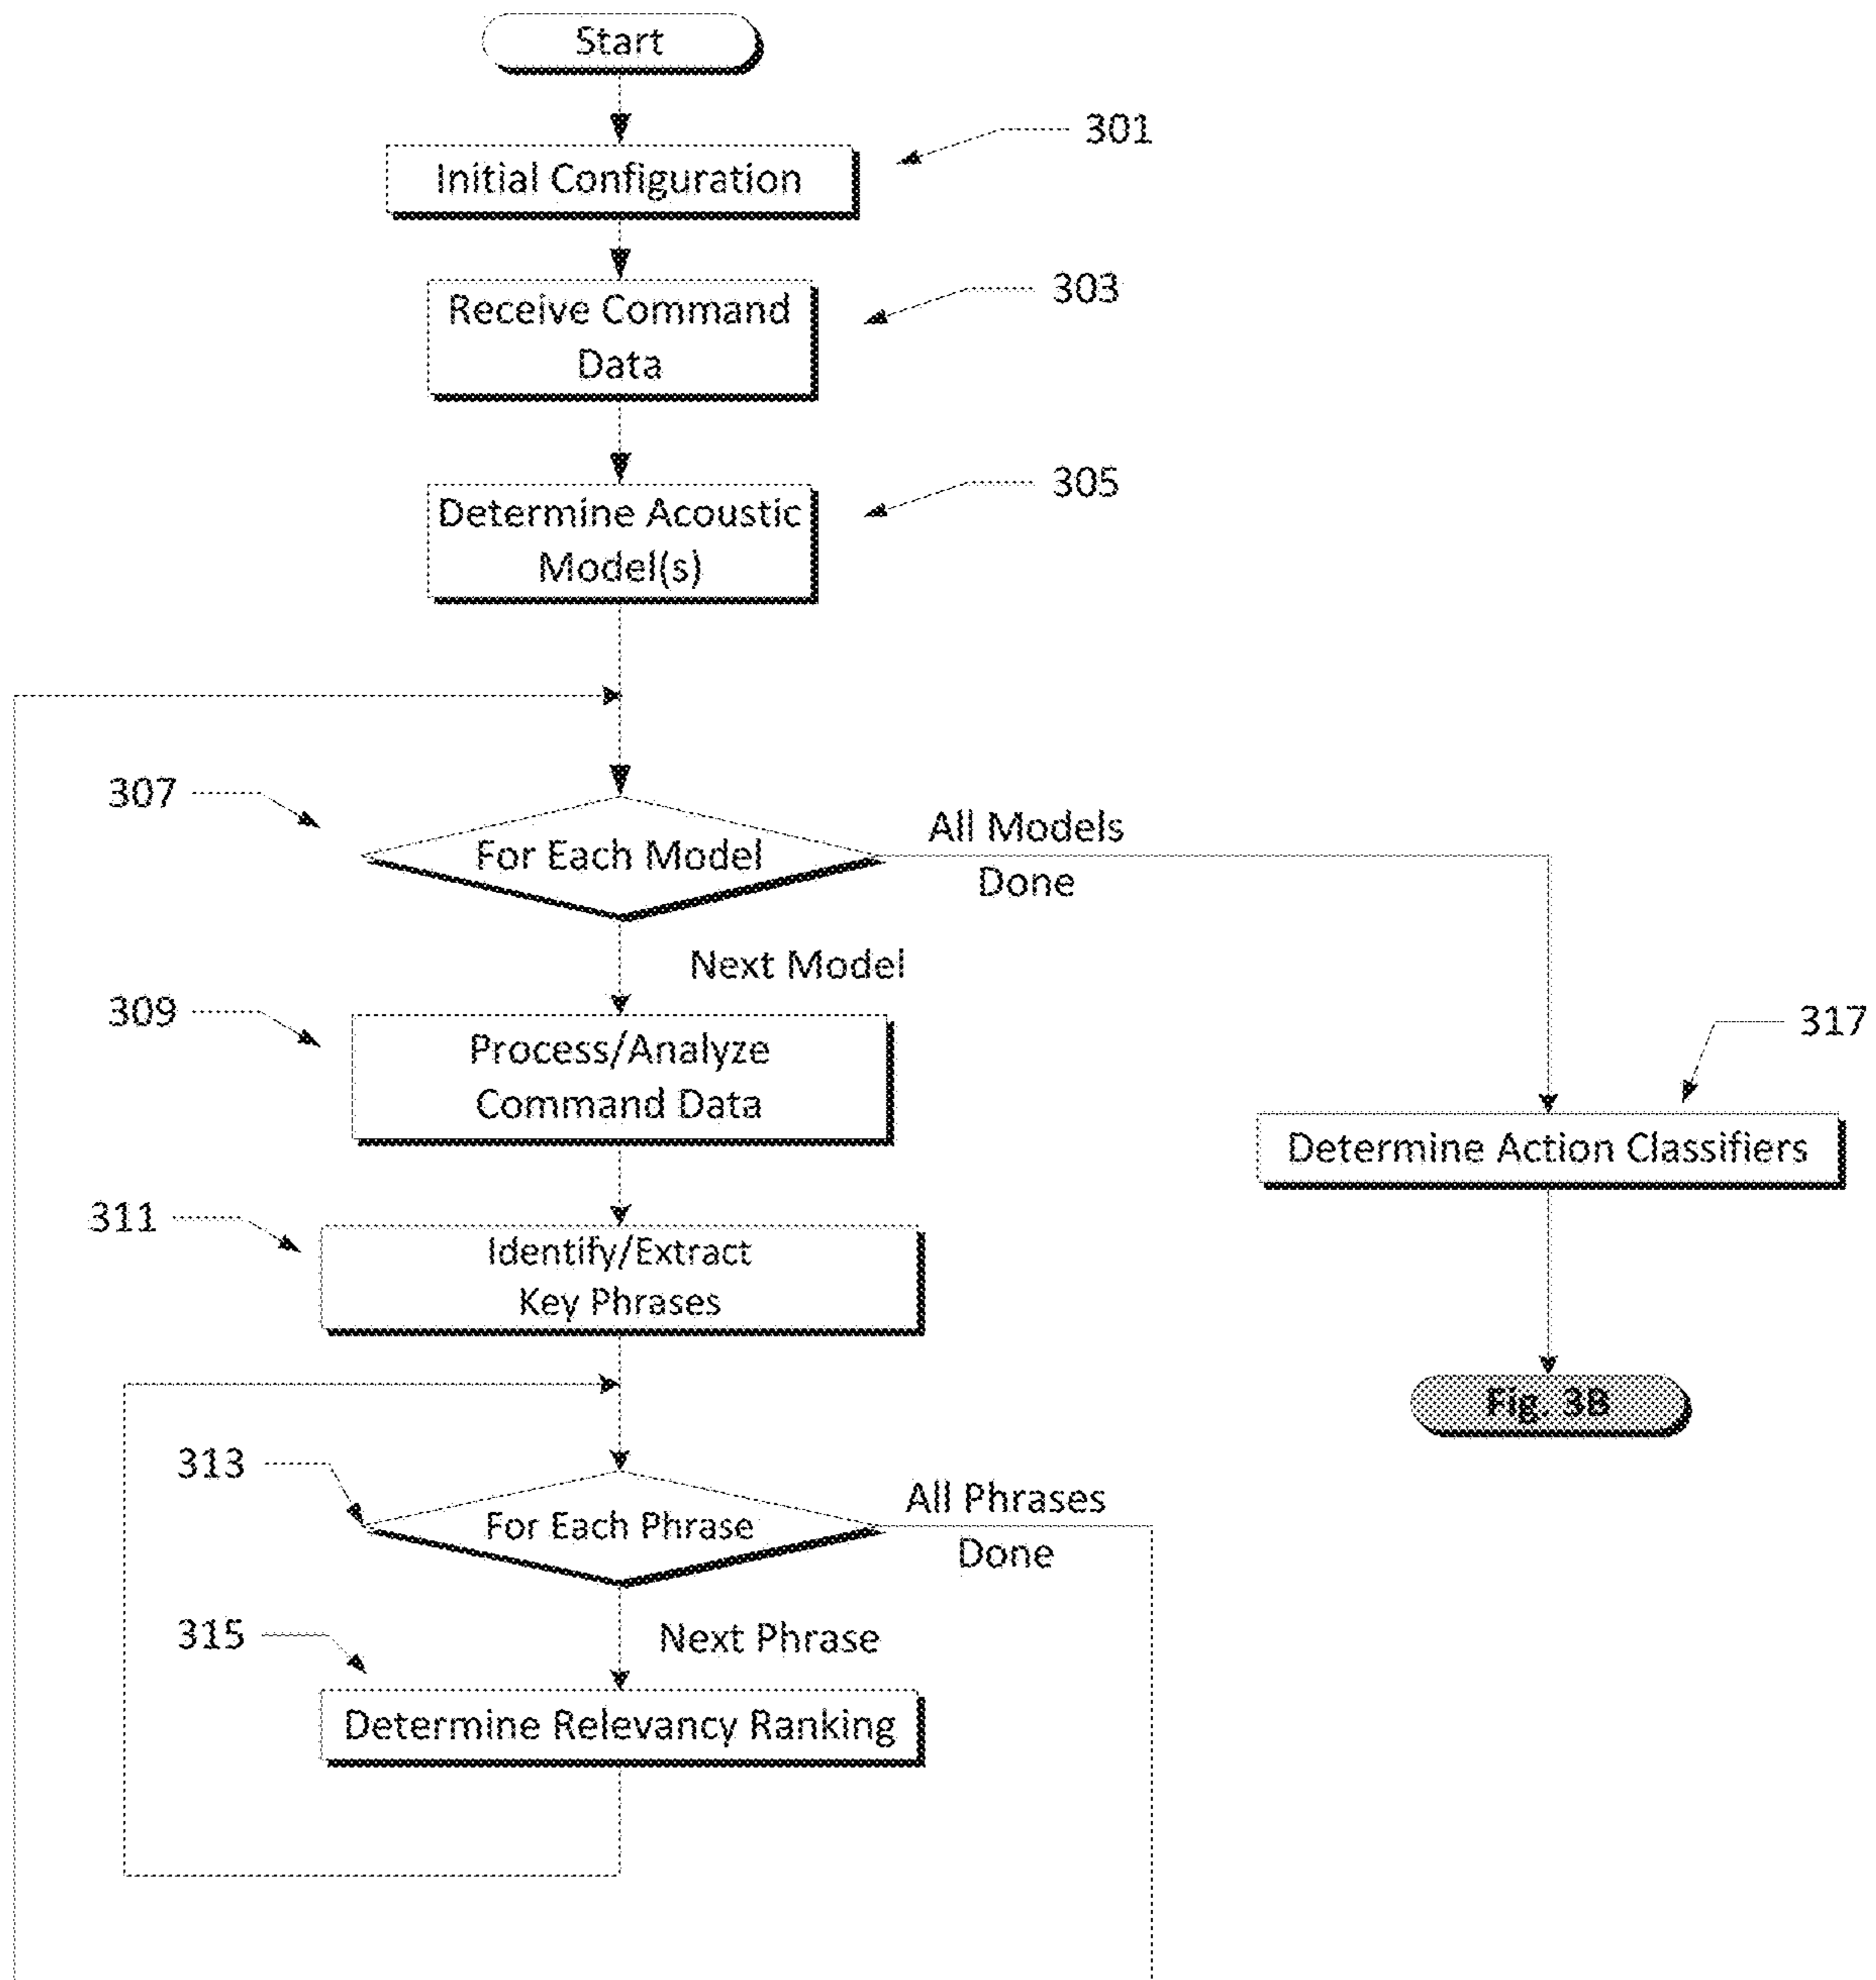 Start
301
Initial Configuration
303
Receive Command
Data
305
Determine Acoustic
Model(s)
307
For Each Model
All Models
Done
Next Model
309
Process/Analyze
Command Data
317
Determine Action Classifiers
311
Identify/Extract
Key Phrases
Fig. 3B
313
For Each Phrase
All Phrases
Done
315
Next Phrase
Determine Relevancy Ranking